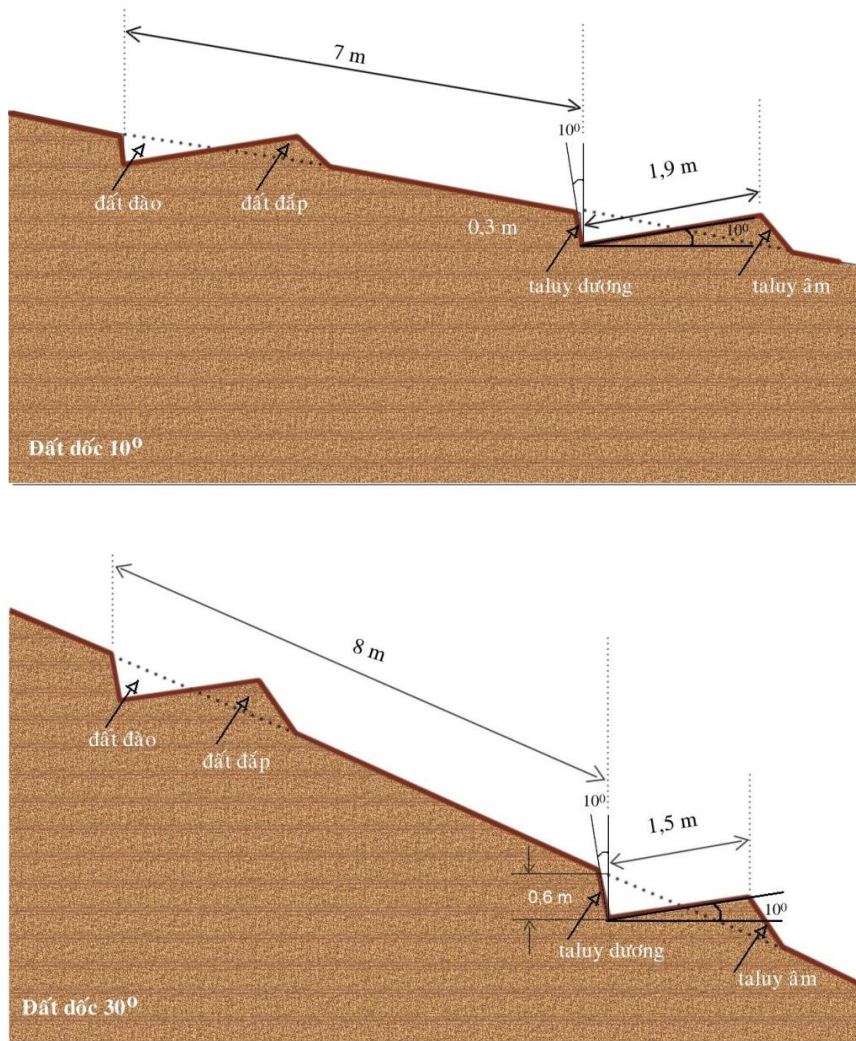 7 m
10⁰
1,9 m
đất đào
đất đắp
0,3 m
10⁰
taluy dương
taluy âm
Đất dốc 10⁰
8 m
đất đào
đất đắp
10⁰
1,5 m
0,6 m
10⁰
taluy dương
taluy âm
Đất dốc 30⁰